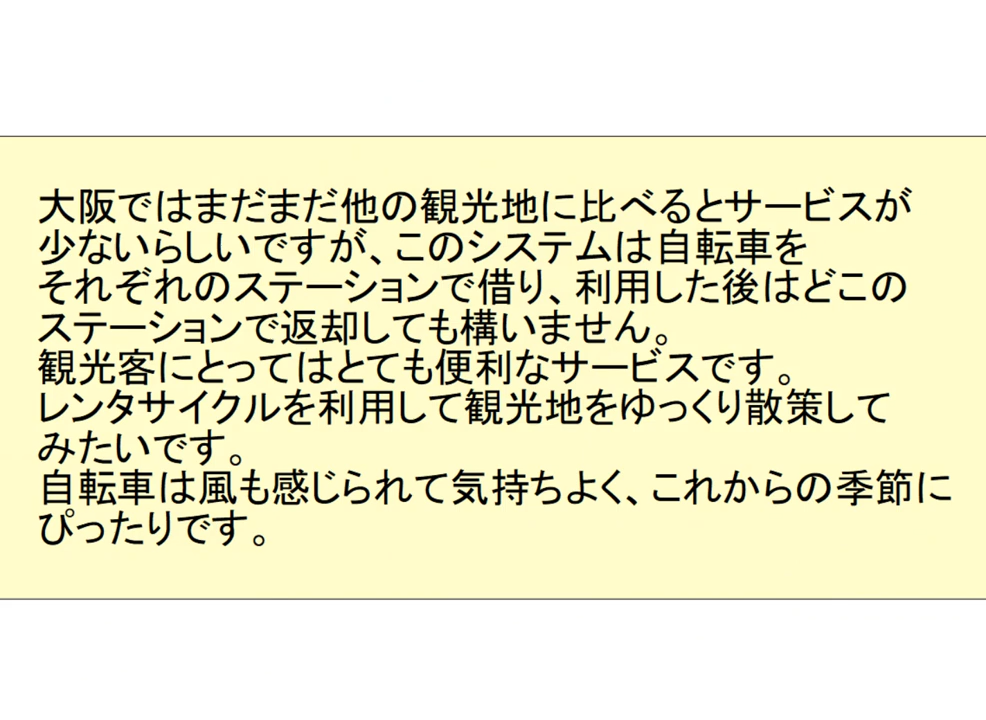 大阪ではまだまだ他の観光地に比べるとサービスが
少ないらしいですが、このシステムは自転車を
それぞれのステーションで借り、利用した後はどこの
ステーションで返却しても構いません。
観光客にとってはとても便利なサービスです。
レンタサイクルを利用して観光地をゆっくり散策して
みたいです。
自転車は風も感じられて気持ちよく、これからの季節に
ぴったりです。